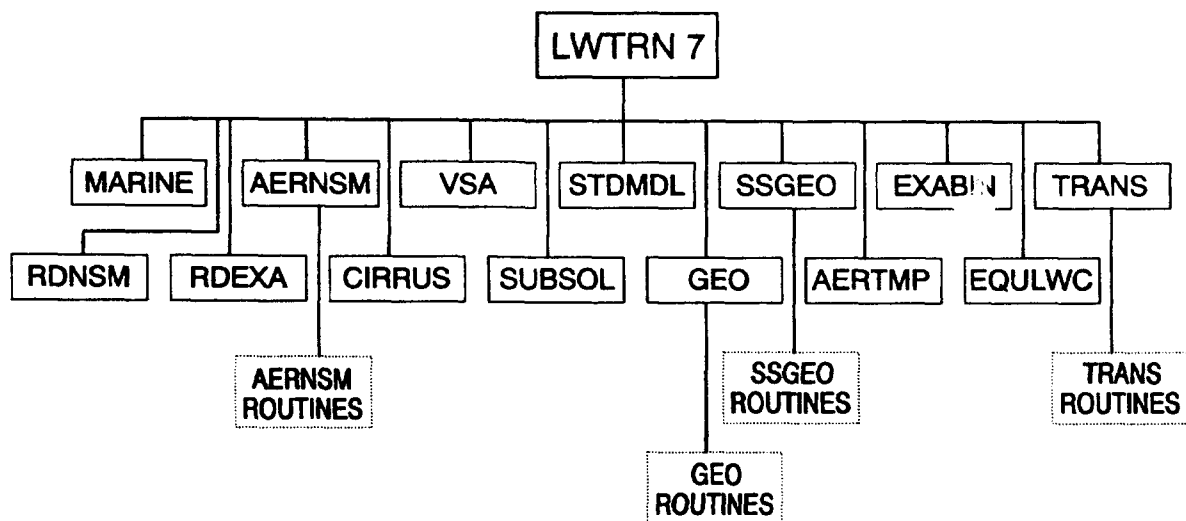 LWTRN 7
MARINE
AERNSM
VSA
STDMDL
SSGEO
EXABIN
TRANS
RDNSM
RDEXA
CIRRUS
SUBSOL
GEO
AERTMP
EQULWC
AERNSM
ROUTINES
SSGEO
ROUTINES
TRANS
ROUTINES
GEO
ROUTINES